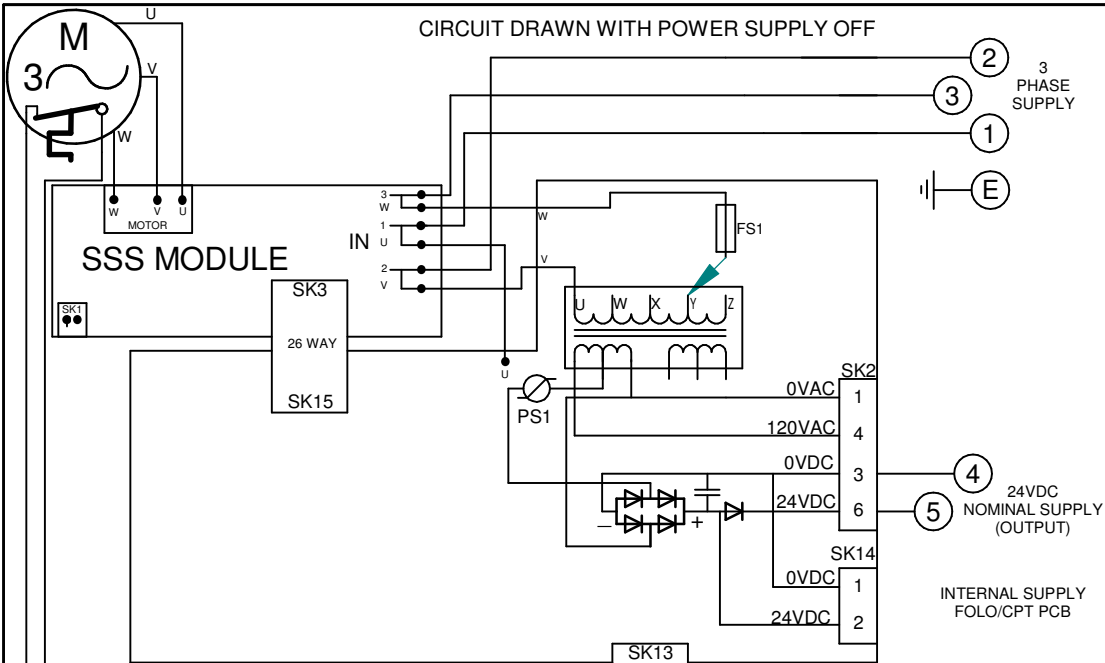 U
CIRCUIT DRAWN WITH POWER SUPPLY OFF
M
3
V
W
2
3
1
E
3
PHASE
SUPPLY
W V U
MOTOR
SSS MODULE
IN
3
W
1
U
2
V
W
V
FS1
SK1
SK3
26 WAY
SK15
U W X Y Z
U
PS1
SK2
0VAC 1
120VAC 4
0VDC 3
24VDC 6
4
5
24VDC
NOMINAL SUPPLY
(OUTPUT)
– +
SK14
0VDC 1
24VDC 2
INTERNAL SUPPLY
FOLO/CPT PCB
SK13